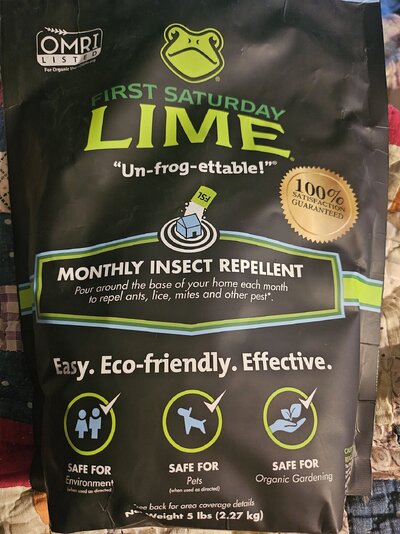 OMRI
LISTED
For Organic Use
FIRST SATURDAY
LIME®
"Un-frog-ettable!"®
100%
SATISFACTION
GUARANTEED
FSL
MONTHLY INSECT REPELLENT
Pour around the base of your home each month
to repel ants, lice, mites and other pest*.
Easy. Eco-friendly. Effective.
SAFE FOR
Environment
(when used as directed)
SAFE FOR
Pets
(when used as directed)
SAFE FOR
Organic Gardening
See back for area coverage details
Net Weight 5 lbs (2.27 kg)